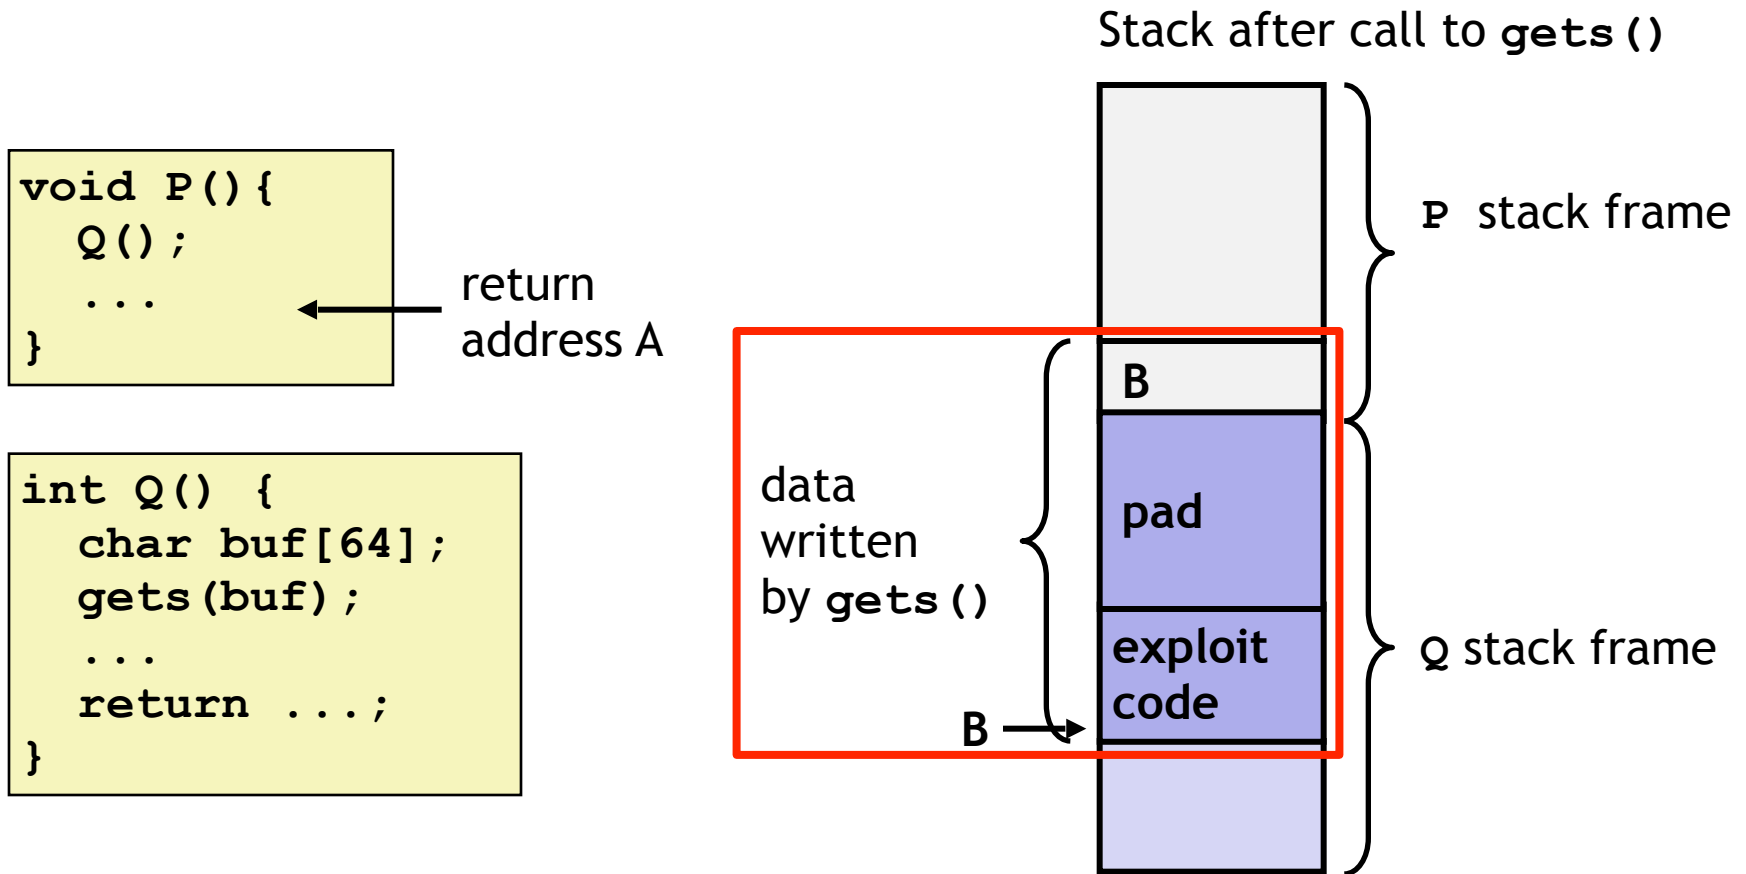 Stack after call to gets()
void P(){
  Q();
  ...
}
return
address A
int Q() {
  char buf[64];
  gets(buf);
  ...
  return ...;
}
data
written
by gets()
B
B
pad
exploit
code
P stack frame
Q stack frame